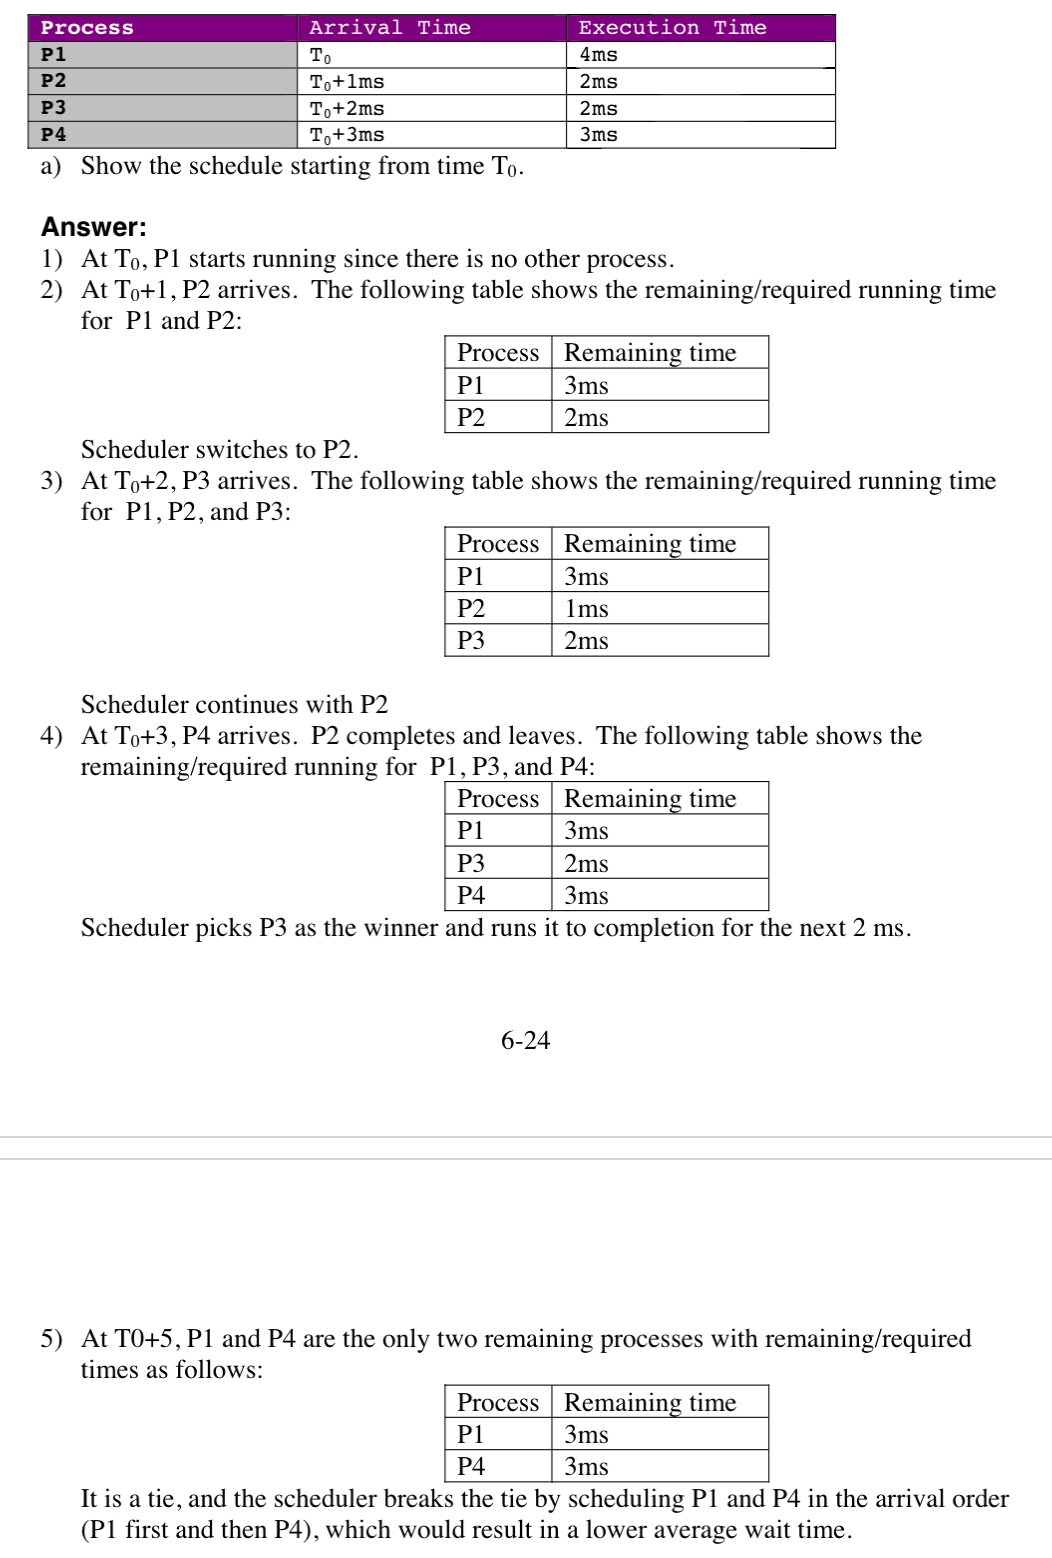 Process Arrival Time Execution Time
P1 T₀ 4ms
P2 T₀+1ms 2ms
P3 T₀+2ms 2ms
P4 T₀+3ms 3ms
a) Show the schedule starting from time T₀.
Answer:
1) At T₀, P1 starts running since there is no other process.
2) At T₀+1, P2 arrives. The following table shows the remaining/required running time
for P1 and P2:
Process Remaining time
P1 3ms
P2 2ms
Scheduler switches to P2.
3) At T₀+2, P3 arrives. The following table shows the remaining/required running time
for P1, P2, and P3:
Process Remaining time
P1 3ms
P2 1ms
P3 2ms
Scheduler continues with P2
4) At T₀+3, P4 arrives. P2 completes and leaves. The following table shows the
remaining/required running for P1, P3, and P4:
Process Remaining time
P1 3ms
P3 2ms
P4 3ms
Scheduler picks P3 as the winner and runs it to completion for the next 2 ms.
6-24
5) At T0+5, P1 and P4 are the only two remaining processes with remaining/required
times as follows:
Process Remaining time
P1 3ms
P4 3ms
It is a tie, and the scheduler breaks the tie by scheduling P1 and P4 in the arrival order
(P1 first and then P4), which would result in a lower average wait time.